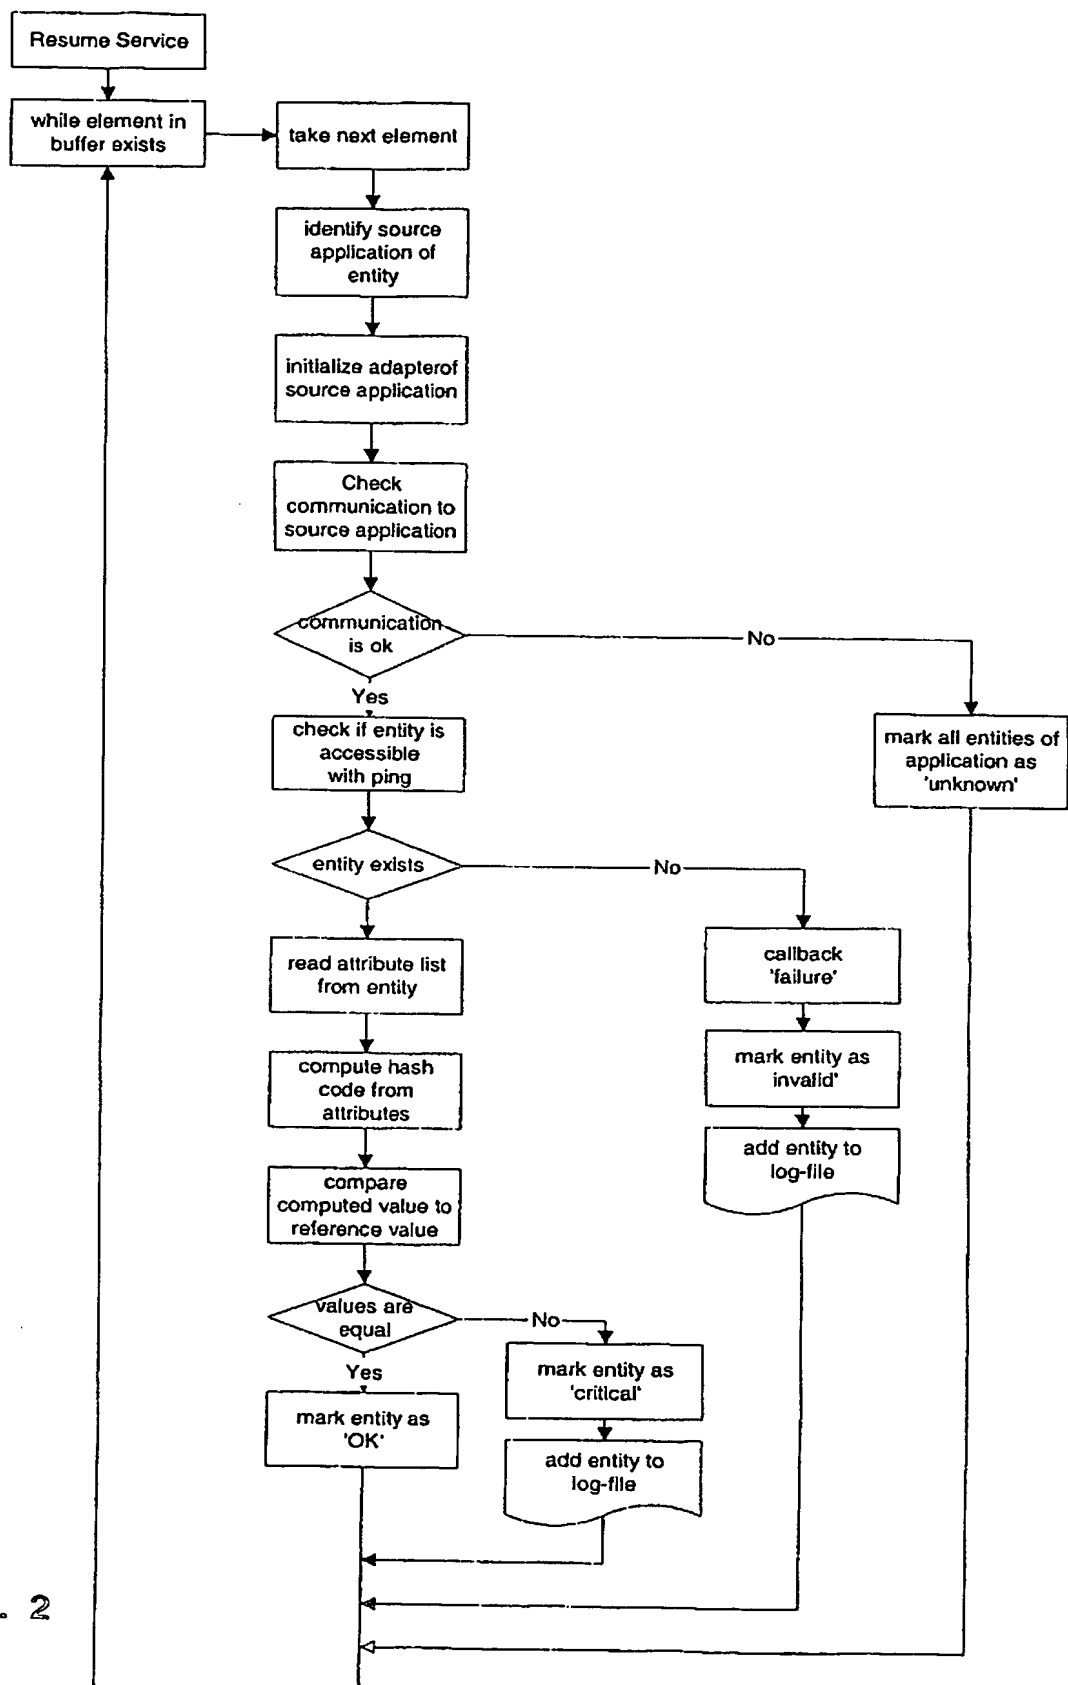 Resume Service
while element in
buffer exists
take next element
identify source
application of
entity
initialize adapterof
source application
Check
communication to
source application
communication
is ok
No
Yes
check if entity is
accessible
with ping
mark all entities of
application as
'unknown'
entity exists
No
read attribute list
from entity
callback
'failure'
compute hash
code from
attributes
mark entity as
invalid'
add entity to
log-file
compare
computed value to
reference value
values are
equal
No
Yes
mark entity as
'critical'
mark entity as
'OK'
add entity to
log-file
. 2